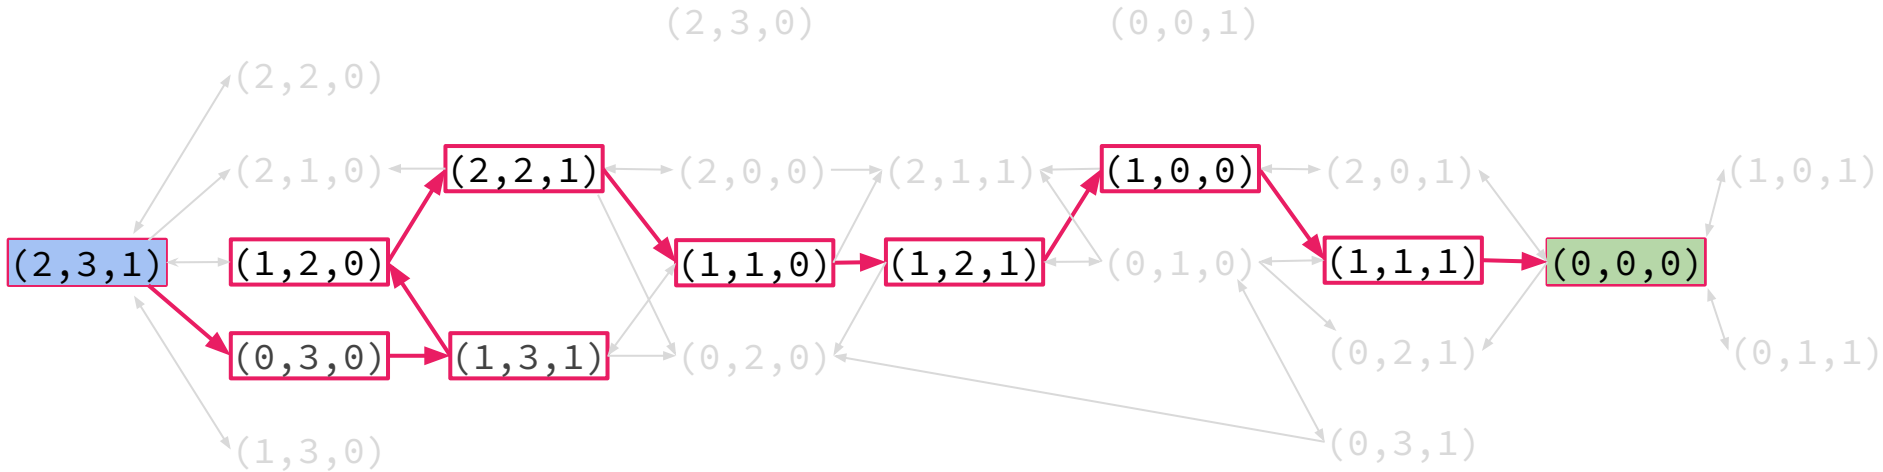 (2,3,0) (0,0,1)
(2,2,0)
(2,1,0) (2,2,1) (2,0,0) (2,1,1) (1,0,0) (2,0,1) (1,0,1)
(2,3,1) (1,2,0) (1,1,0) (1,2,1) (0,1,0) (1,1,1) (0,0,0)
(0,3,0) (1,3,1) (0,2,0) (0,2,1) (0,1,1)
(1,3,0) (0,3,1)